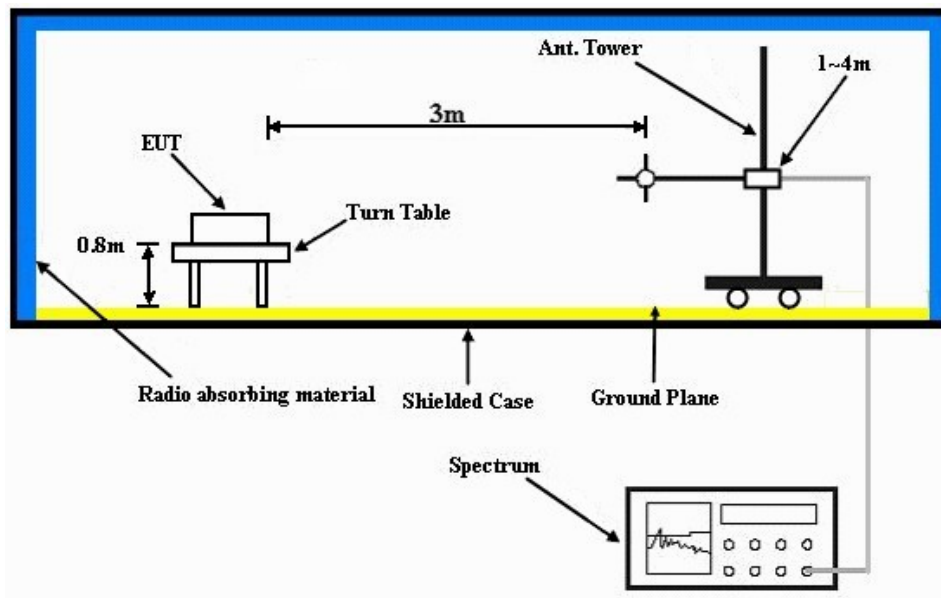 Ant. Tower
1~4m
3m
EUT
Turn Table
0.8m
Radio absorbing material
Shielded Case
Ground Plane
Spectrum